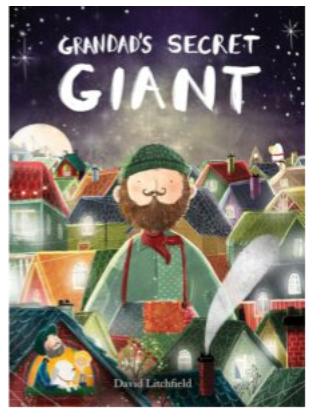 GRANDAD'S SECRET
GIANT
David Litchfield